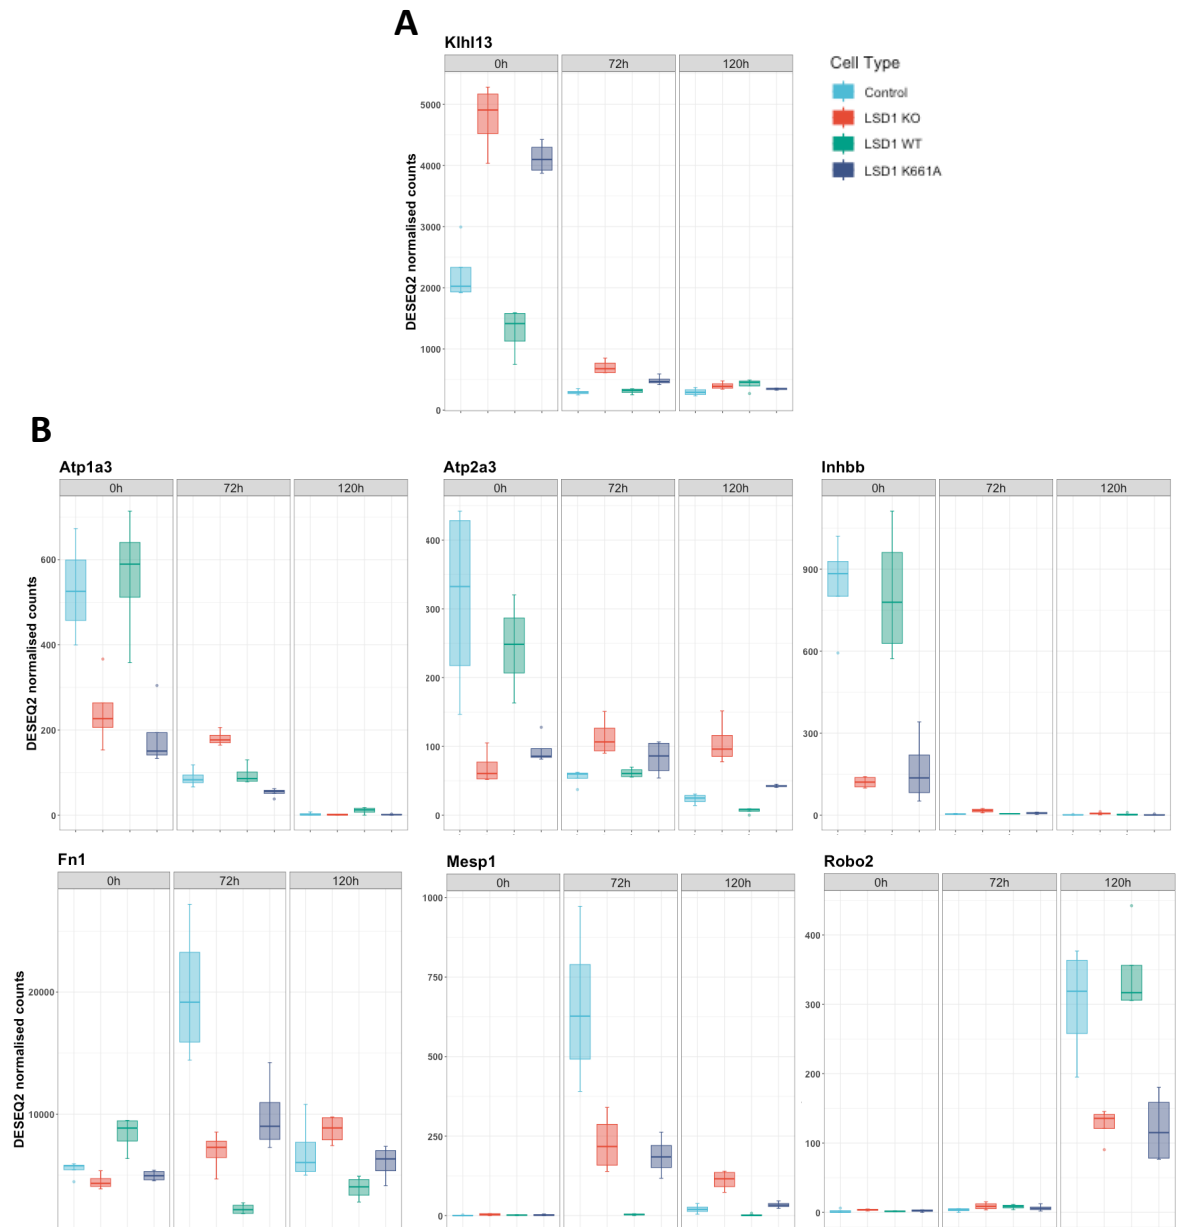 A
Klhl13
0h 72h 120h
5000
4000
3000
2000
1000
0
DESEQ2 normalised counts
Cell Type
Control
LSD1 KO
LSD1 WT
LSD1 K661A
B
Atp1a3
0h 72h 120h
600
400
200
0
DESEQ2 normalised counts
Atp2a3
0h 72h 120h
400
300
200
100
0
Inhbb
0h 72h 120h
900
600
300
0
Fn1
0h 72h 120h
20000
10000
DESEQ2 normalised counts
Mesp1
0h 72h 120h
1000
750
500
250
0
Robo2
0h 72h 120h
400
300
200
100
0